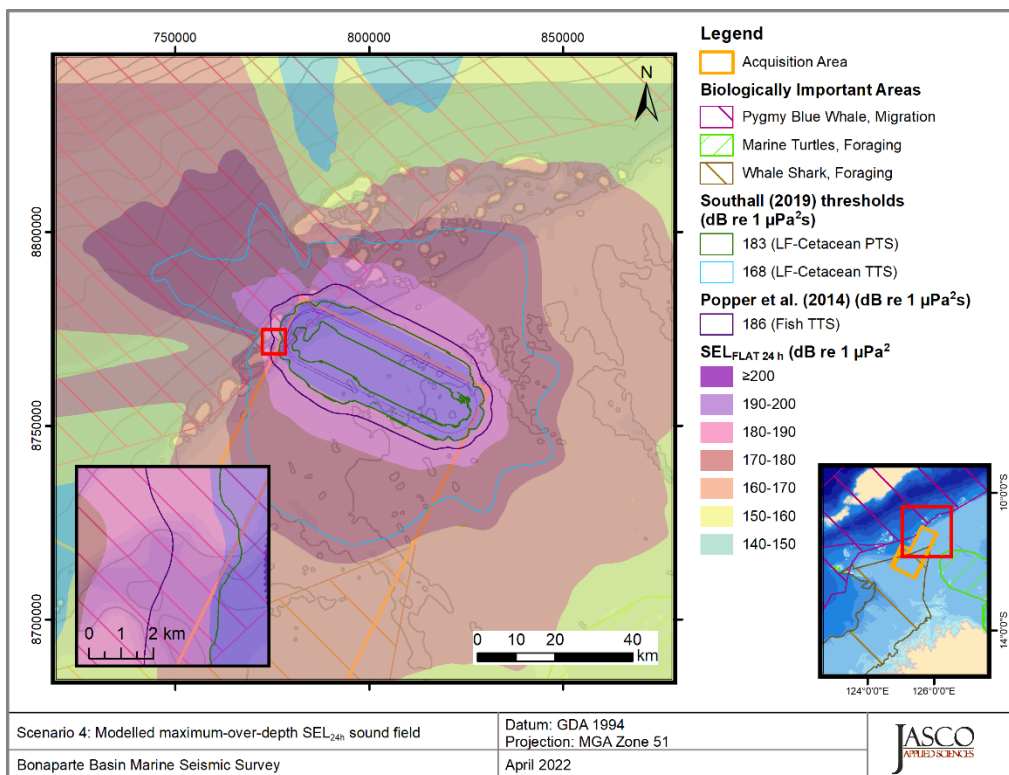 750000
800000
850000
8800000
8750000
8700000
N
0 1 2 km
0 10 20 40
km
Legend
Acquisition Area
Biologically Important Areas
Pygmy Blue Whale, Migration
Marine Turtles, Foraging
Whale Shark, Foraging
Southall (2019) thresholds
(dB re 1 µPa²s)
183 (LF-Cetacean PTS)
168 (LF-Cetacean TTS)
Popper et al. (2014) (dB re 1 µPa²s)
186 (Fish TTS)
SELFLAT 24 h (dB re 1 µPa²
≥200
190-200
180-190
170-180
160-170
150-160
140-150
10°0'0"S
14°0'0"S
124°0'0"E 126°0'0"E
Scenario 4: Modelled maximum-over-depth SEL24h sound field
Datum: GDA 1994
Projection: MGA Zone 51
Bonaparte Basin Marine Seismic Survey
April 2022
JASCO
APPLIED SCIENCES